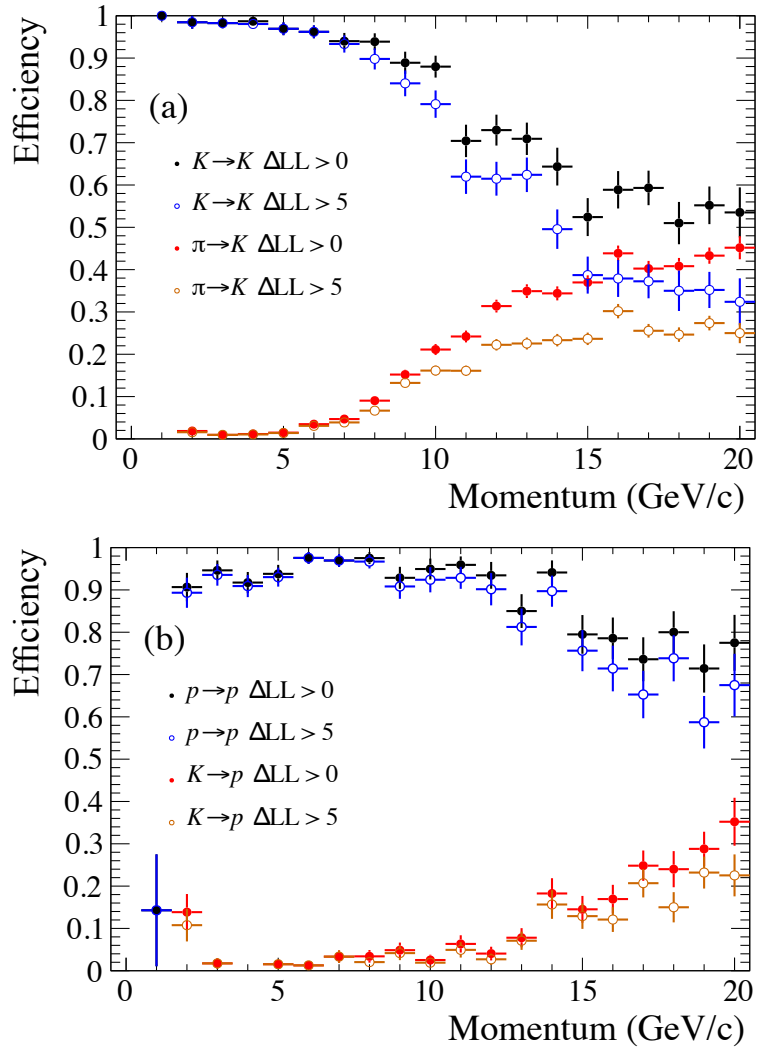 Efficiency
1
0.9
0.8
0.7
0.6
0.5
0.4
0.3
0.2
0.1
0
(a)
K→K ΔLL > 0
K→K ΔLL > 5
π→K ΔLL > 0
π→K ΔLL > 5
0 5 10 15 20
Momentum (GeV/c)
Efficiency
1
0.9
0.8
0.7
0.6
0.5
0.4
0.3
0.2
0.1
0
(b)
p→p ΔLL > 0
p→p ΔLL > 5
K→p ΔLL > 0
K→p ΔLL > 5
0 5 10 15 20
Momentum (GeV/c)